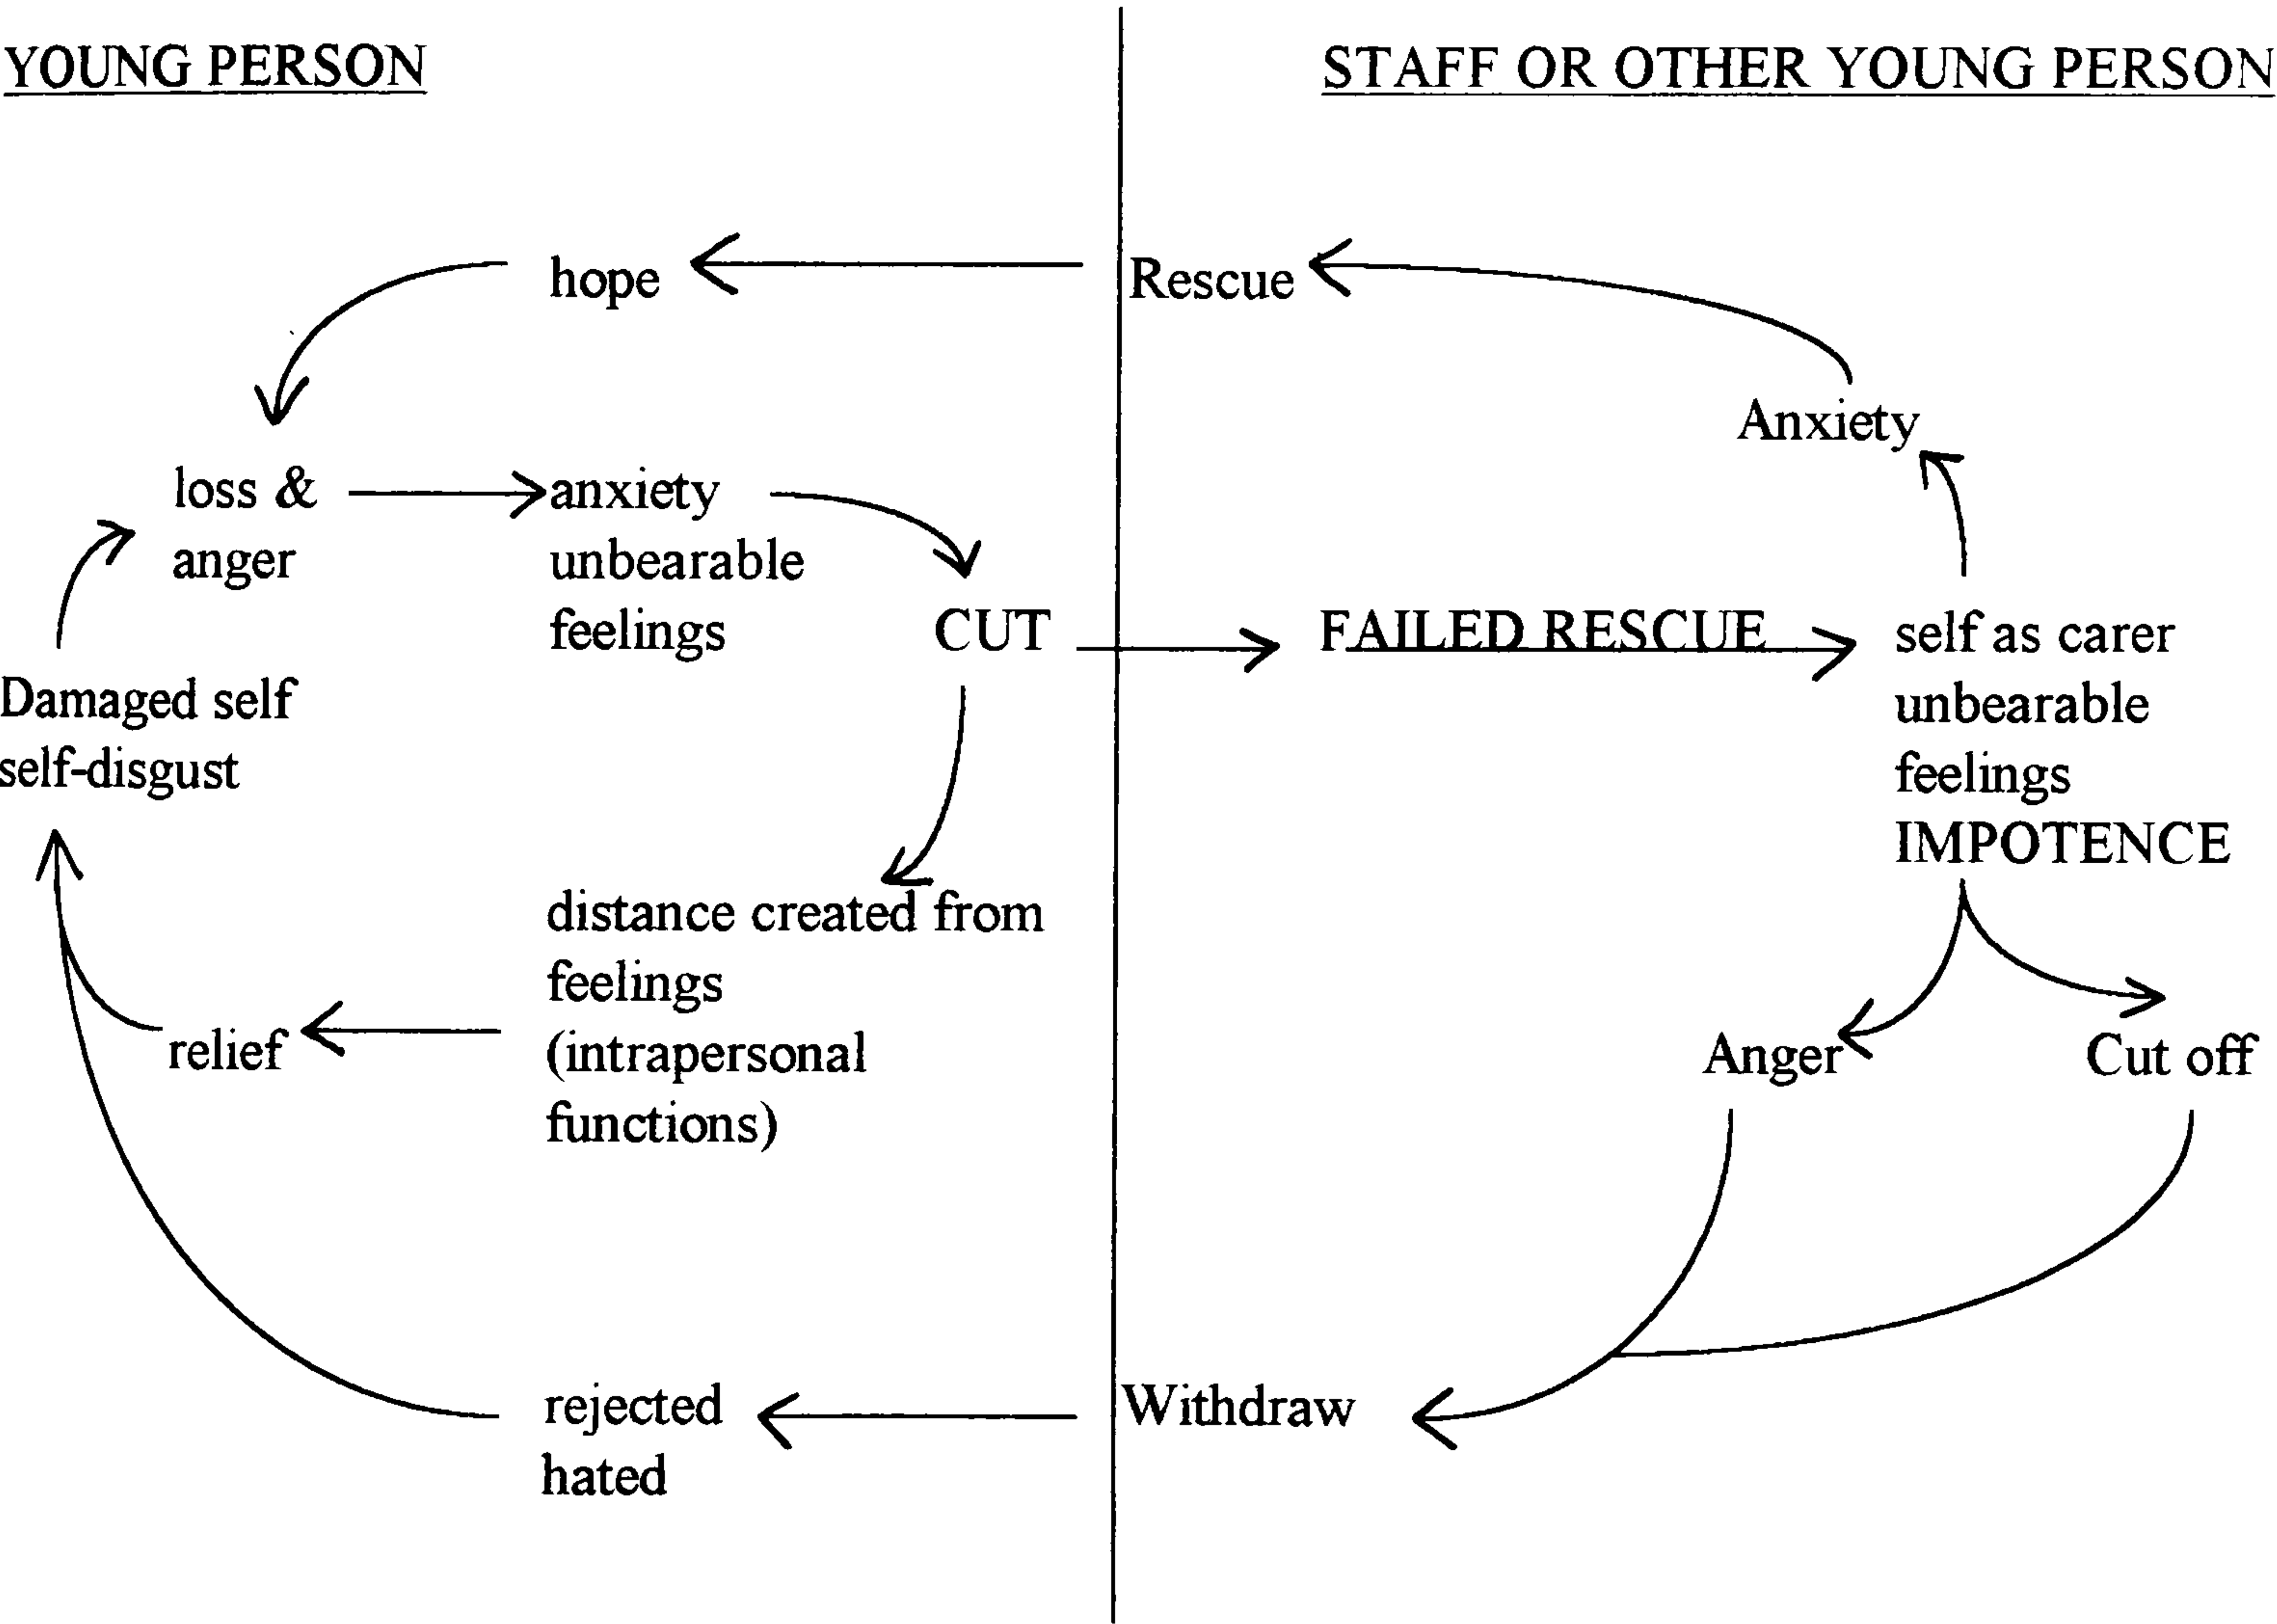 YOUNG PERSON
STAFF OR OTHER YOUNG PERSON
hope
Rescue
Anxiety
loss &
anger
anxiety
unbearable
feelings
CUT
FAILED RESCUE
self as carer
unbearable
feelings
IMPOTENCE
Damaged self
self-disgust
distance created from
feelings
(intrapersonal
functions)
relief
Anger
Cut off
rejected
hated
Withdraw